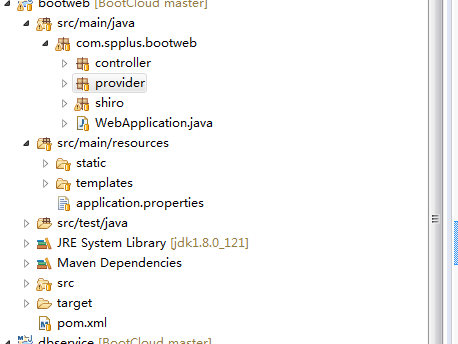 bootweb [BootCloud master]
src/main/java
com.spplus.bootweb
controller
provider
shiro
WebApplication.java
src/main/resources
static
templates
application.properties
src/test/java
JRE System Library [jdk1.8.0_121]
Maven Dependencies
src
target
pom.xml
dbservice [BootCloud master]